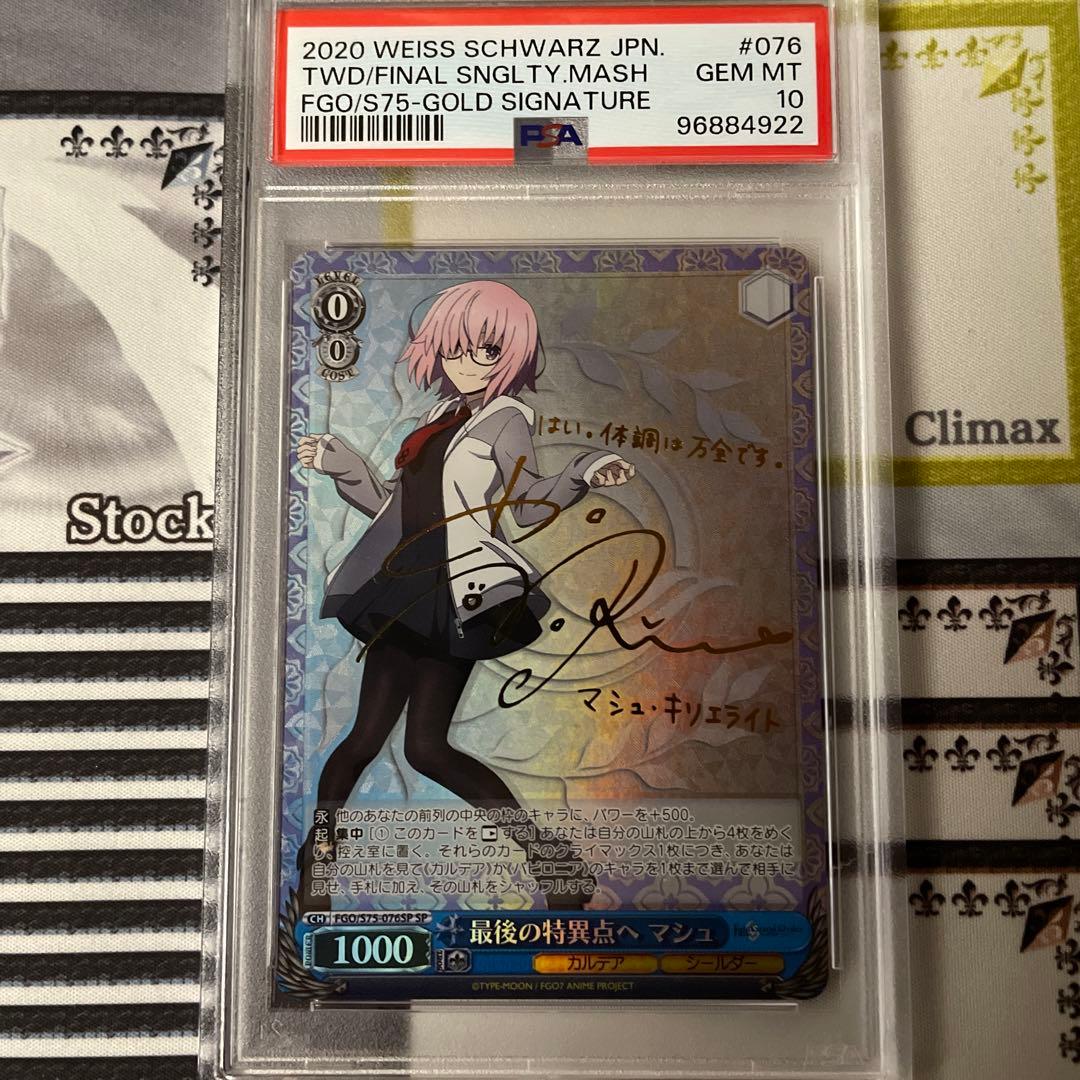 2020 WEISS SCHWARZ JPN. #076
TWD/FINAL SNGLTY.MASH GEM MT
FGO/S75-GOLD SIGNATURE 10
PSA 96884922
LEVEL
0
0
COST
はい。体調は万全です。
マシュ・キリエライト
Climax
Stock
永 他のあなたの前列の中央の枠のキャラに、パワーを+500。
起 集中 [① このカードを する] あなたは自分の山札の上から4枚をめく
り、控え室に置く。それらのカードのクライマックス1枚につき、あなたは
自分の山札を見て《カルデア》か《バビロニア》のキャラを1枚まで選んで相手に
見せ、手札に加え、その山札をシャッフルする。
CH FGO/S75-076SP SP
1000
最後の特異点へ マシュ
カルデア シールダー
©TYPE-MOON / FGO7 ANIME PROJECT